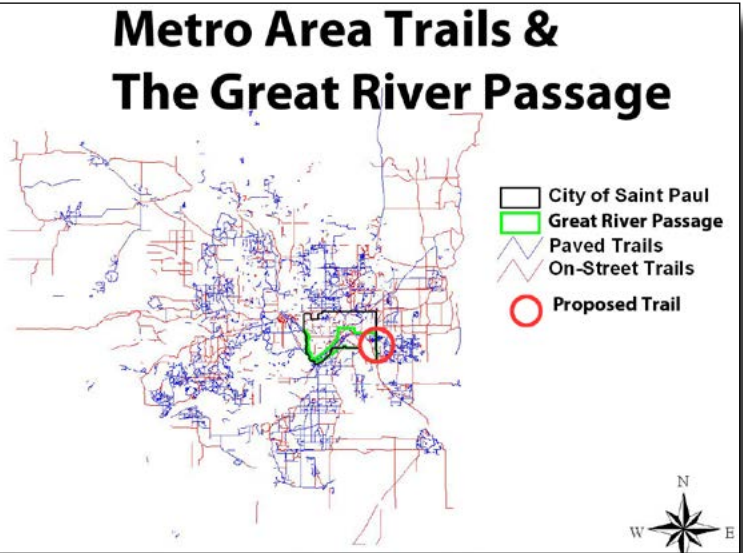 Metro Area Trails &
The Great River Passage
City of Saint Paul
Great River Passage
Paved Trails
On-Street Trails
Proposed Trail
N
W E